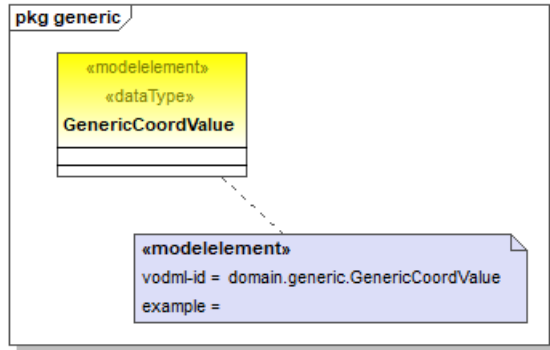 pkg generic
«modelelement»
«dataType»
GenericCoordValue
«modelelement»
vodml-id = domain.generic.GenericCoordValue
example =